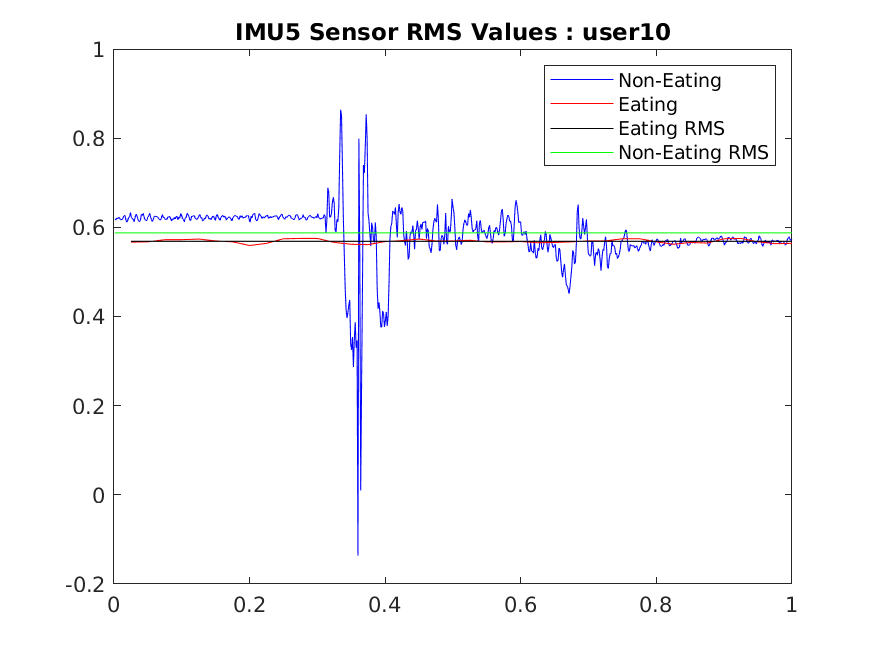 IMU5 Sensor RMS Values : user10
1
0.8
0.6
0.4
0.2
0
-0.2
0 0.2 0.4 0.6 0.8 1
Non-Eating
Eating
Eating RMS
Non-Eating RMS